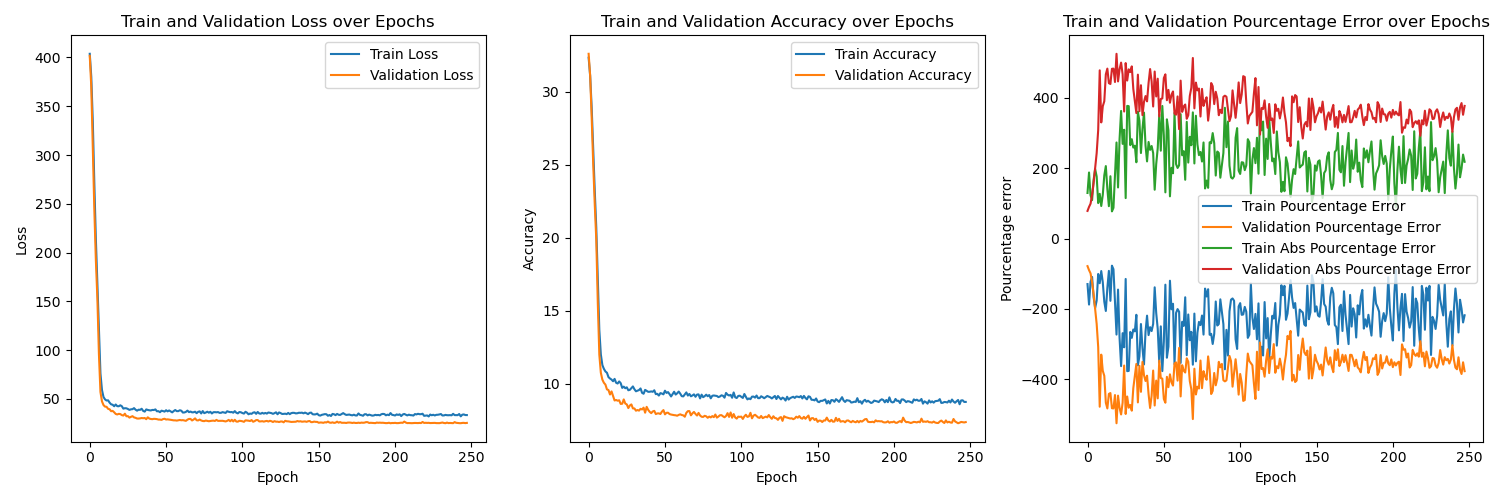 Train and Validation Loss over Epochs
Loss
400
350
300
250
200
150
100
50
0
50
100
150
200
250
Epoch
Train Loss
Validation Loss
Train and Validation Accuracy over Epochs
Accuracy
30
25
20
15
10
0
50
100
150
200
250
Epoch
Train Accuracy
Validation Accuracy
Train and Validation Pourcentage Error over Epochs
Pourcentage error
400
200
0
−200
−400
0
50
100
150
200
250
Epoch
Train Pourcentage Error
Validation Pourcentage Error
Train Abs Pourcentage Error
Validation Abs Pourcentage Error